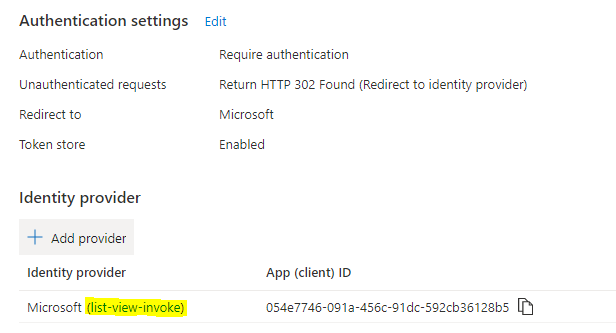 Authentication settings Edit
Authentication Require authentication
Unauthenticated requests Return HTTP 302 Found (Redirect to identity provider)
Redirect to Microsoft
Token store Enabled
Identity provider
+ Add provider
Identity provider App (client) ID
Microsoft (list-view-invoke) 054e7746-091a-456c-91dc-592cb36128b5